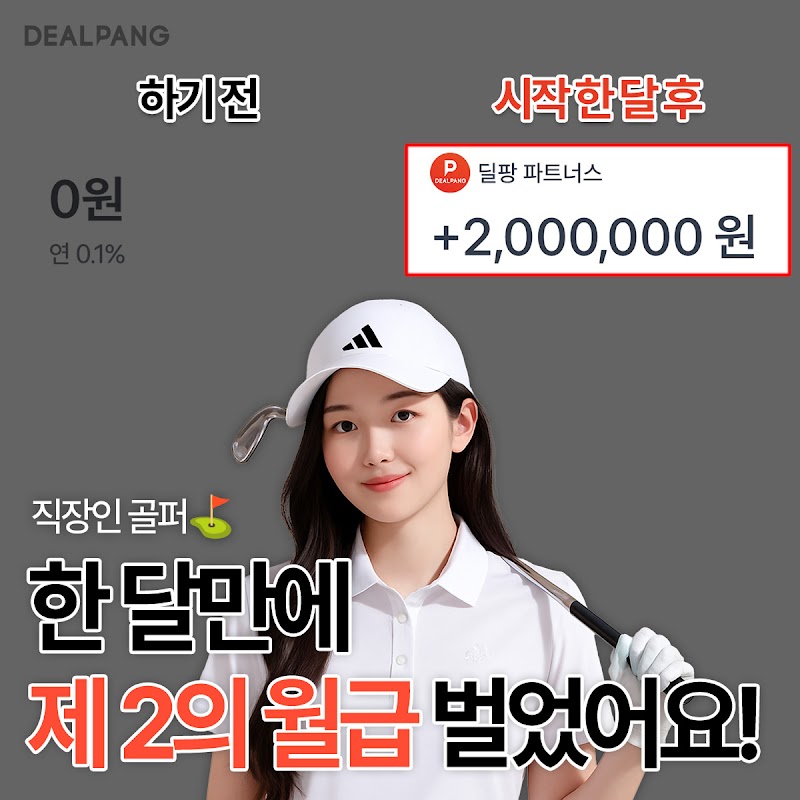 DEALPANG
하기 전
시작 한 달 후
0원
연 0.1%
P
DEALPANG
딜팡 파트너스
+2,000,000 원
직장인 골퍼
한 달만에
제 2의 월급 벌었어요!